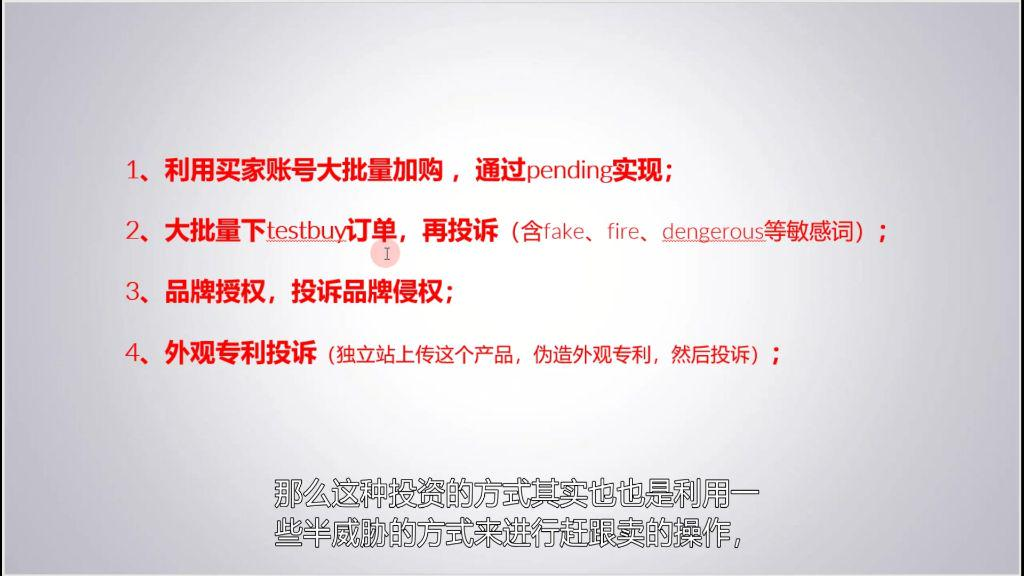 1、利用买家账号大批量加购 ，通过pending实现；
2、大批量下testbuy订单，再投诉（含fake、fire、dengerous等敏感词）；
3、品牌授权，投诉品牌侵权；
4、外观专利投诉（独立站上传这个产品，伪造外观专利，然后投诉）；
那么这种投资的方式其实也也是利用一
些半威胁的方式来进行赶跟卖的操作，